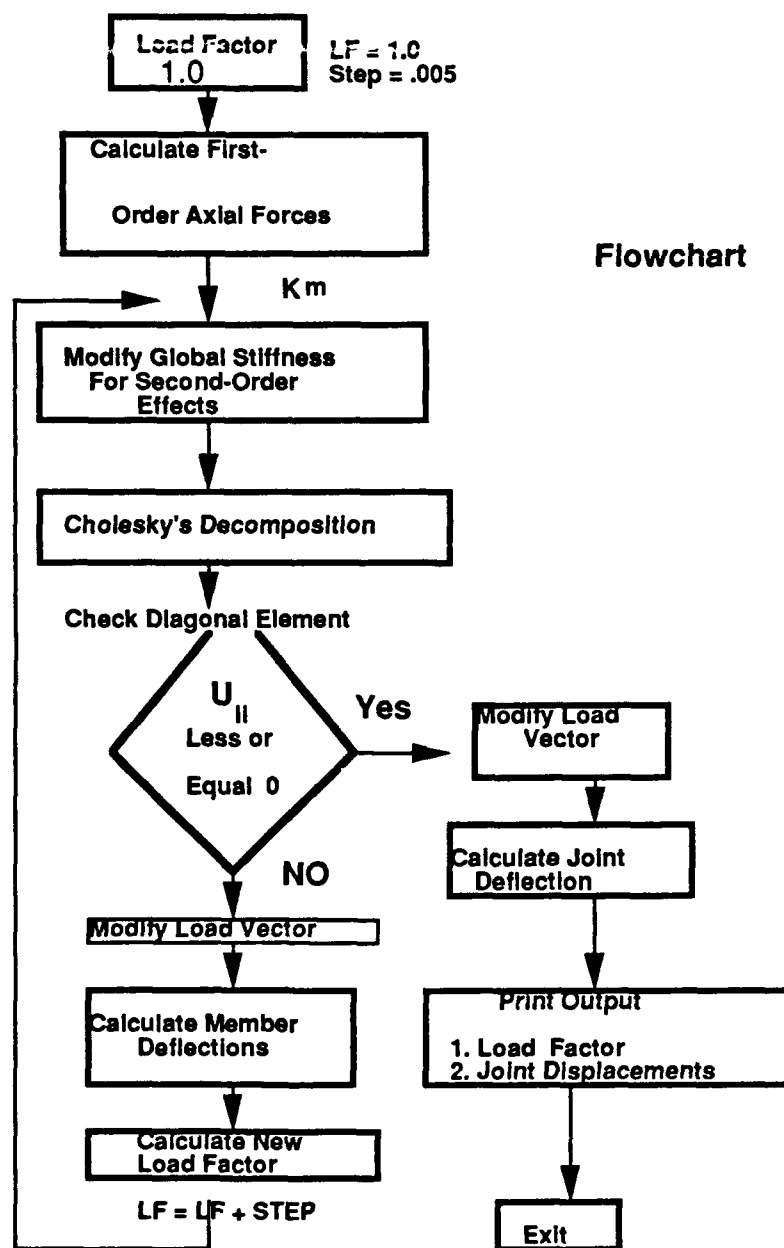 Load Factor
1.0
LF = 1.0
Step = .005
Calculate First-
Order Axial Forces
Flowchart
Km
Modify Global Stiffness
For Second-Order
Effects
Cholesky's Decomposition
Check Diagonal Element
U ii
Less or
Equal 0
Yes
Modify Load
Vector
Calculate Joint
Deflection
NO
Modify Load Vector
Calculate Member
Deflections
Print Output
1. Load Factor
2. Joint Displacements
Calculate New
Load Factor
LF = LF + STEP
Exit